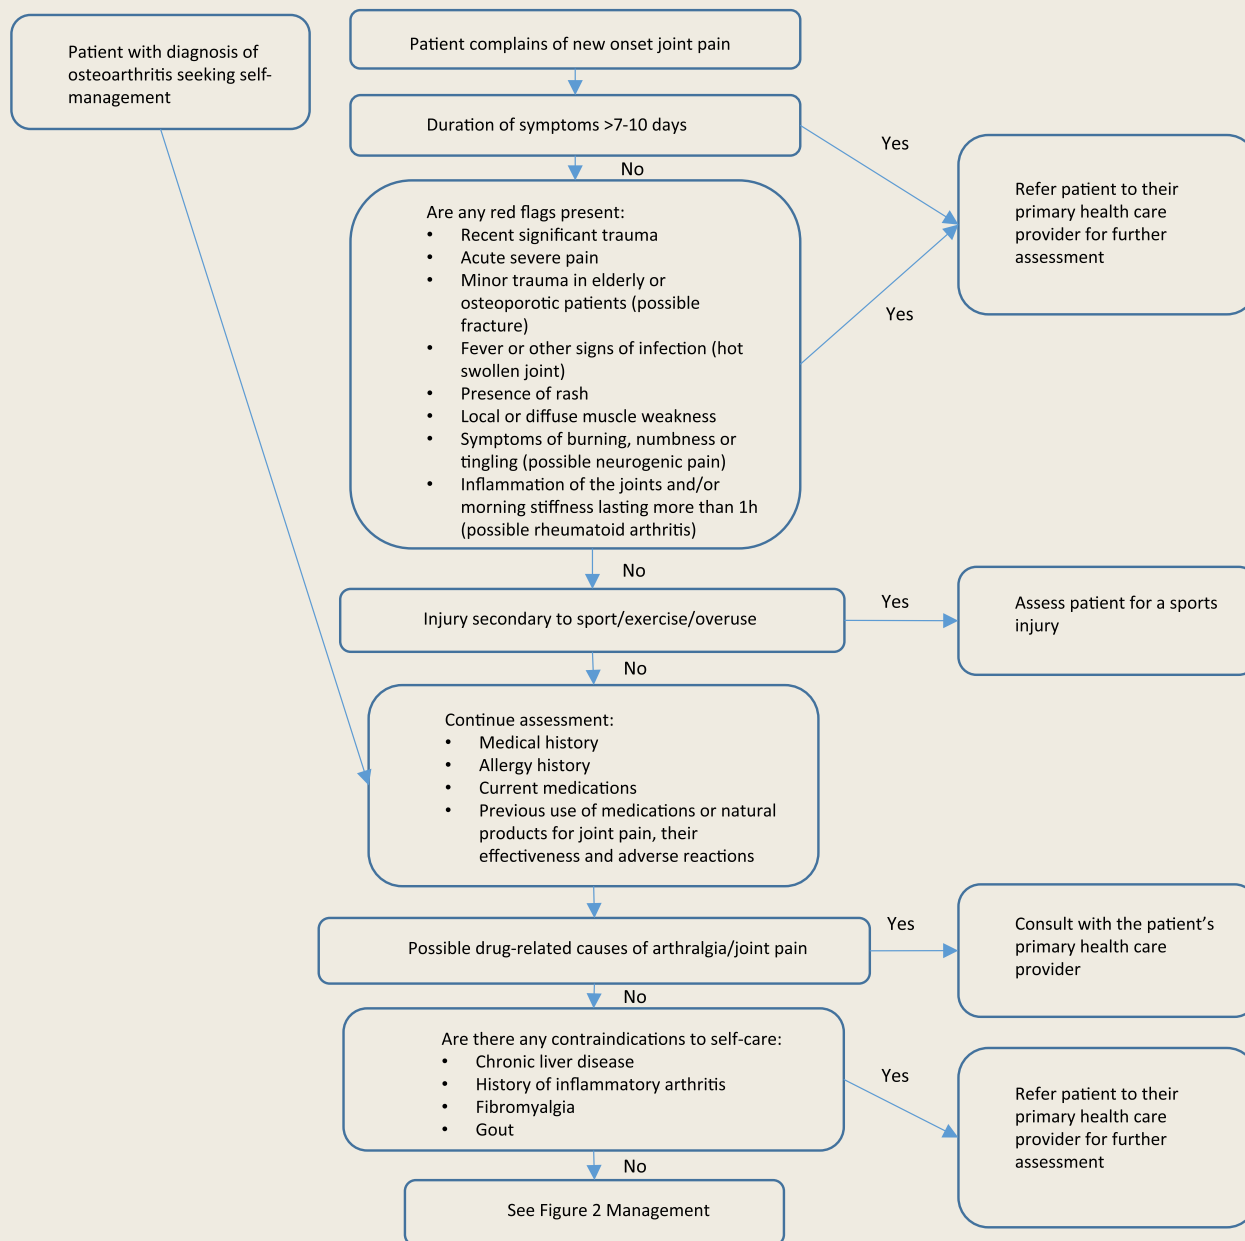 Patient with diagnosis of
osteoarthritis seeking self-
management
Patient complains of new onset joint pain
Duration of symptoms >7-10 days
Yes
No
Refer patient to their
primary health care
provider for further
assessment
Are any red flags present:
• Recent significant trauma
• Acute severe pain
• Minor trauma in elderly or
osteoporotic patients (possible
fracture)
• Fever or other signs of infection (hot
swollen joint)
• Presence of rash
• Local or diffuse muscle weakness
• Symptoms of burning, numbness or
tingling (possible neurogenic pain)
• Inflammation of the joints and/or
morning stiffness lasting more than 1h
(possible rheumatoid arthritis)
Yes
No
Injury secondary to sport/exercise/overuse
Yes
Assess patient for a sports
injury
No
Continue assessment:
• Medical history
• Allergy history
• Current medications
• Previous use of medications or natural
products for joint pain, their
effectiveness and adverse reactions
Possible drug-related causes of arthralgia/joint pain
Yes
Consult with the patient’s
primary health care
provider
No
Are there any contraindications to self-care:
• Chronic liver disease
• History of inflammatory arthritis
• Fibromyalgia
• Gout
Yes
Refer patient to their
primary health care
provider for further
assessment
No
See Figure 2 Management